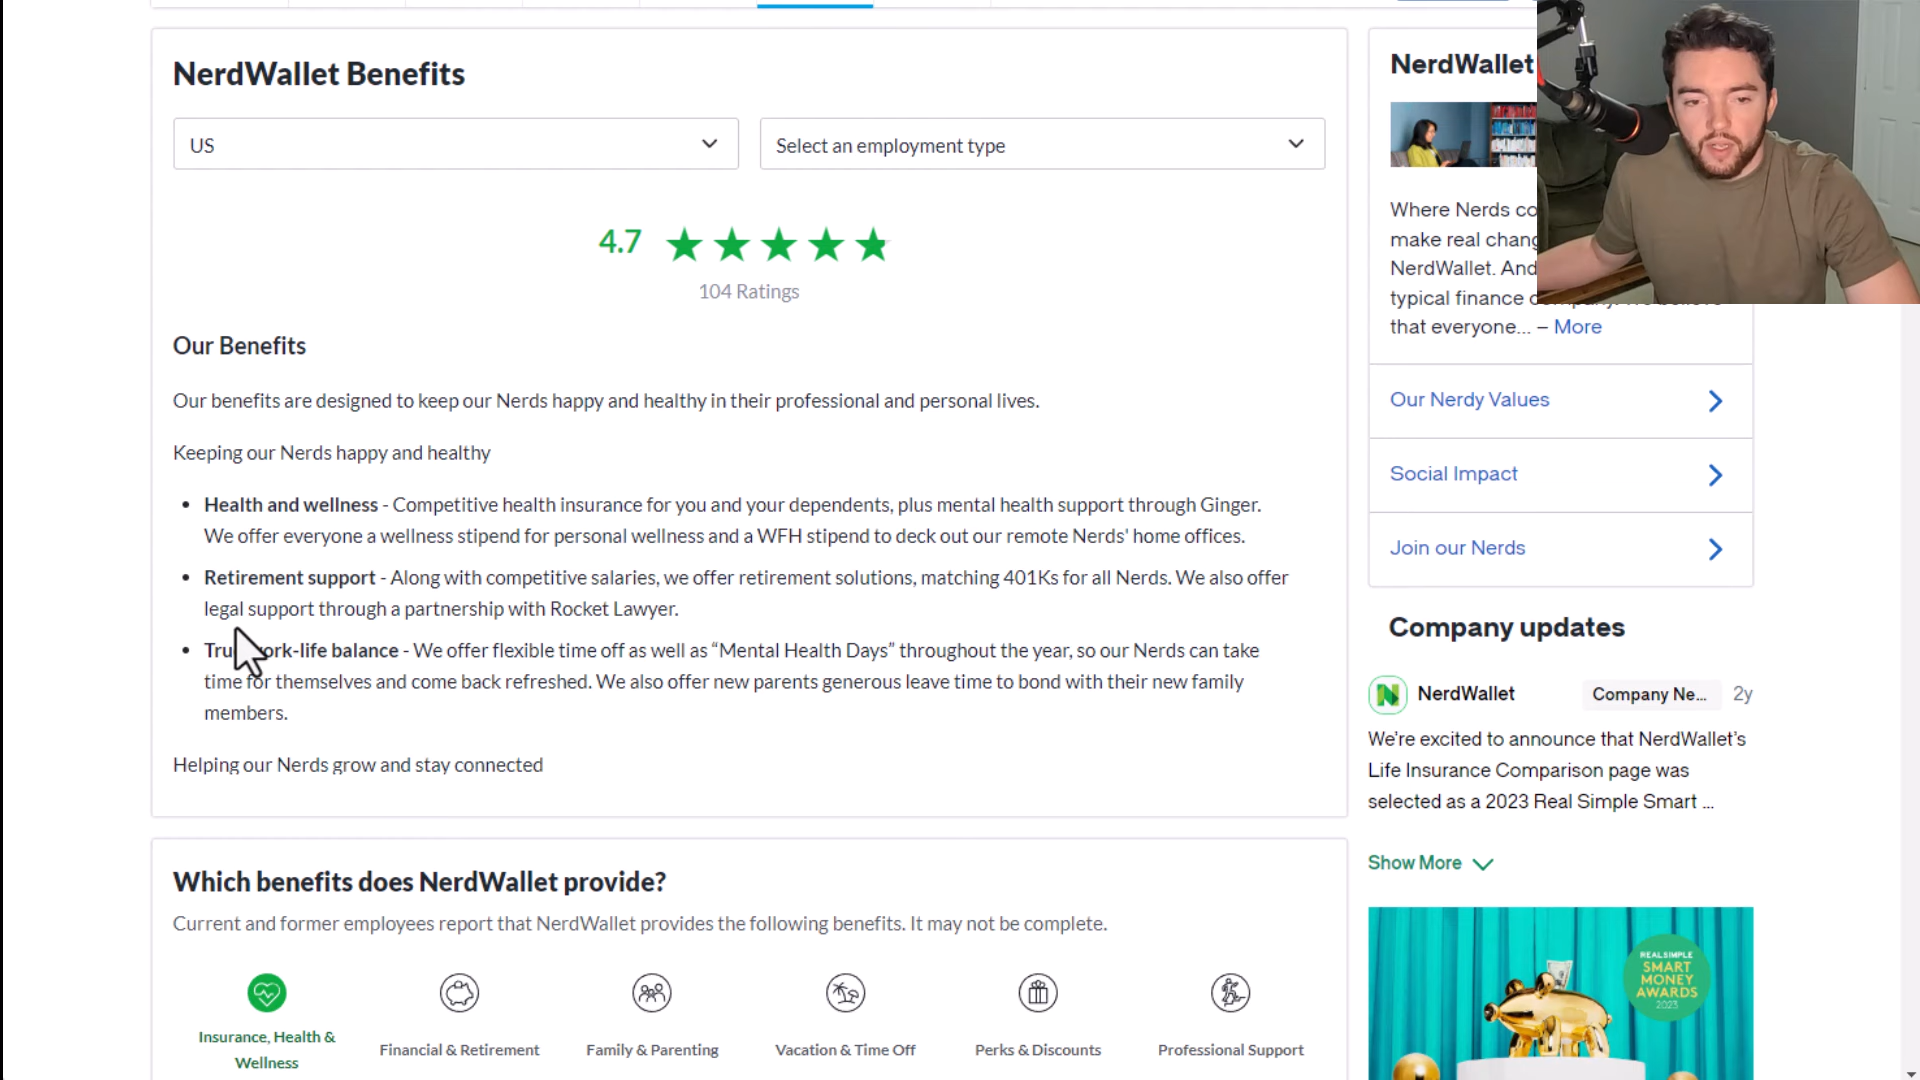 NerdWallet Benefits
US
Select an employment type
4.7
104 Ratings
Our Benefits
Our benefits are designed to keep our Nerds happy and healthy in their professional and personal lives.
Keeping our Nerds happy and healthy
• Health and wellness - Competitive health insurance for you and your dependents, plus mental health support through Ginger.
We offer everyone a wellness stipend for personal wellness and a WFH stipend to deck out our remote Nerds' home offices.
• Retirement support - Along with competitive salaries, we offer retirement solutions, matching 401Ks for all Nerds. We also offer
legal support through a partnership with Rocket Lawyer.
• Tru ork-life balance - We offer flexible time off as well as “Mental Health Days” throughout the year, so our Nerds can take
time for themselves and come back refreshed. We also offer new parents generous leave time to bond with their new family
members.
Helping our Nerds grow and stay connected
Which benefits does NerdWallet provide?
Current and former employees report that NerdWallet provides the following benefits. It may not be complete.
Insurance, Health &
Wellness
Financial & Retirement
Family & Parenting
Vacation & Time Off
Perks & Discounts
Professional Support
NerdWallet
Where Nerds co
make real chang
NerdWallet. And
typical finance
that everyone... – More
Our Nerdy Values
Social Impact
Join our Nerds
Company updates
NerdWallet
Company Ne...
2y
We’re excited to announce that NerdWallet’s
Life Insurance Comparison page was
selected as a 2023 Real Simple Smart ...
Show More
REAL SIMPLE
SMART
MONEY
AWARDS
2023